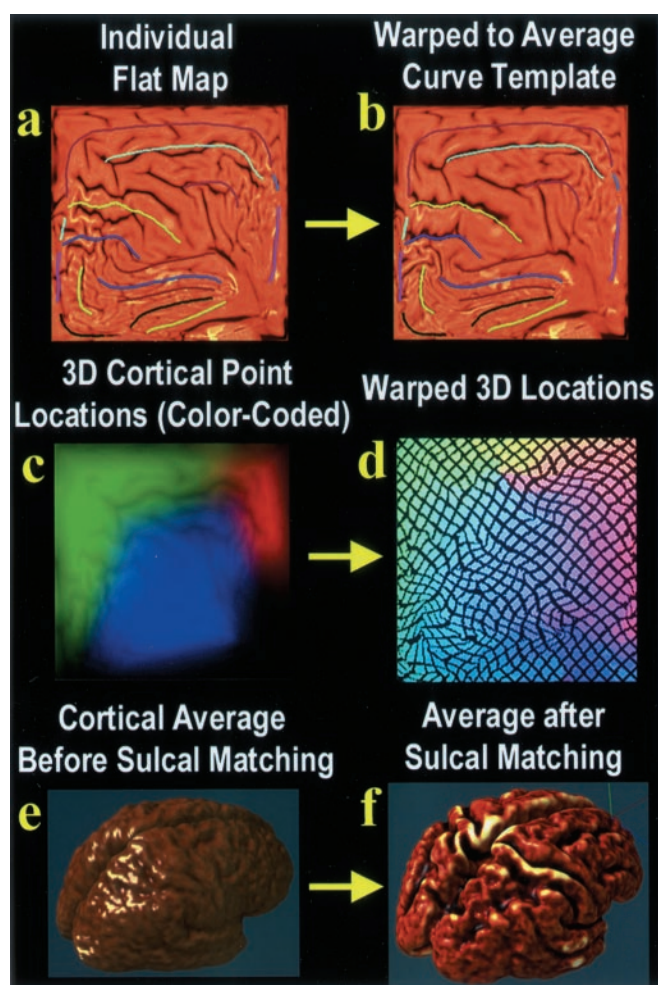 Individual
Flat Map
Warped to Average
Curve Template
a
b
3D Cortical Point
Locations (Color-Coded)
Warped 3D Locations
c
d
Cortical Average
Before Sulcal Matching
Average after
Sulcal Matching
e
f